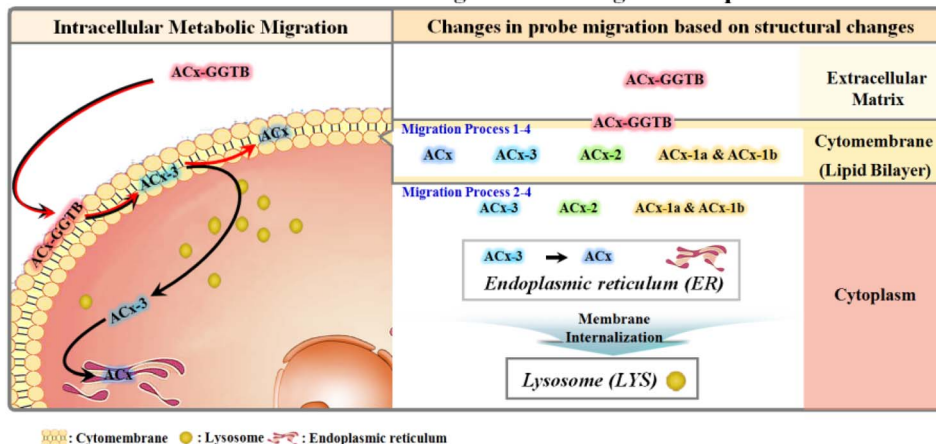 Intracellular Metabolic Migration
ACx-GGTB
ACx
ACx-3
ACx-GGTB
ACx-3
ACx
Changes in probe migration based on structural changes
ACx-GGTB
Extracellular
Matrix
ACx-GGTB
Migration Process 1-4
ACx ACx-3 ACx-2 ACx-1a & ACx-1b
Cytomembrane
(Lipid Bilayer)
Migration Process 2-4
ACx-3 ACx-2 ACx-1a & ACx-1b
ACx-3 ACx
Endoplasmic reticulum (ER)
Cytoplasm
Membrane
Internalization
Lysosome (LYS)
: Cytomembrane : Lysosome : Endoplasmic reticulum